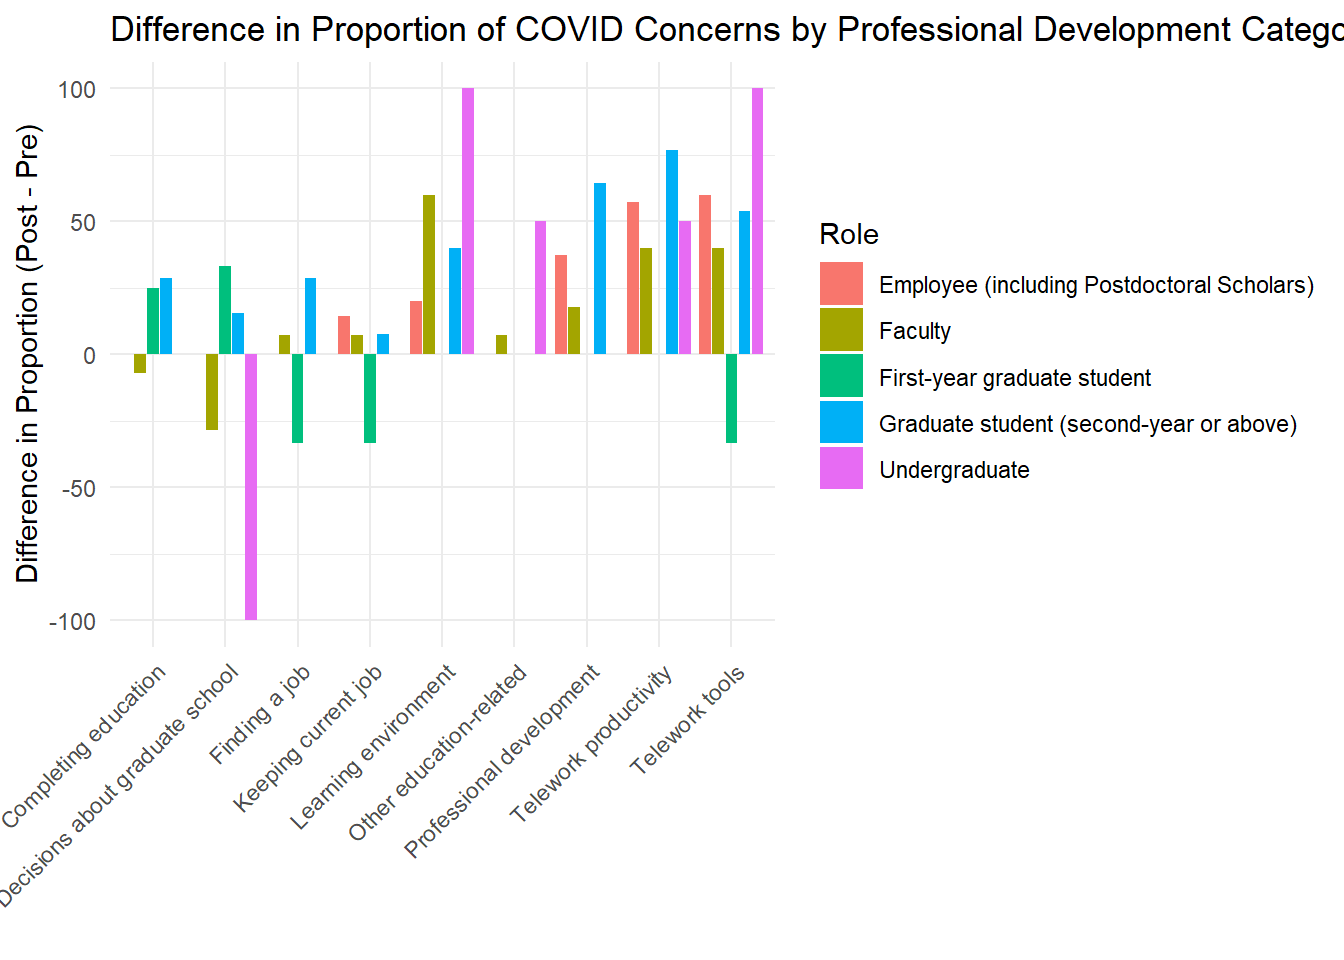 Difference in Proportion of COVID Concerns by Professional Development Catego
Difference in Proportion (Post - Pre)
100
50
0
-50
-100
Completing education
Decisions about graduate school
Finding a job
Keeping current job
Learning environment
Other education-related
Professional development
Telework productivity
Telework tools
Role
Employee (including Postdoctoral Scholars)
Faculty
First-year graduate student
Graduate student (second-year or above)
Undergraduate